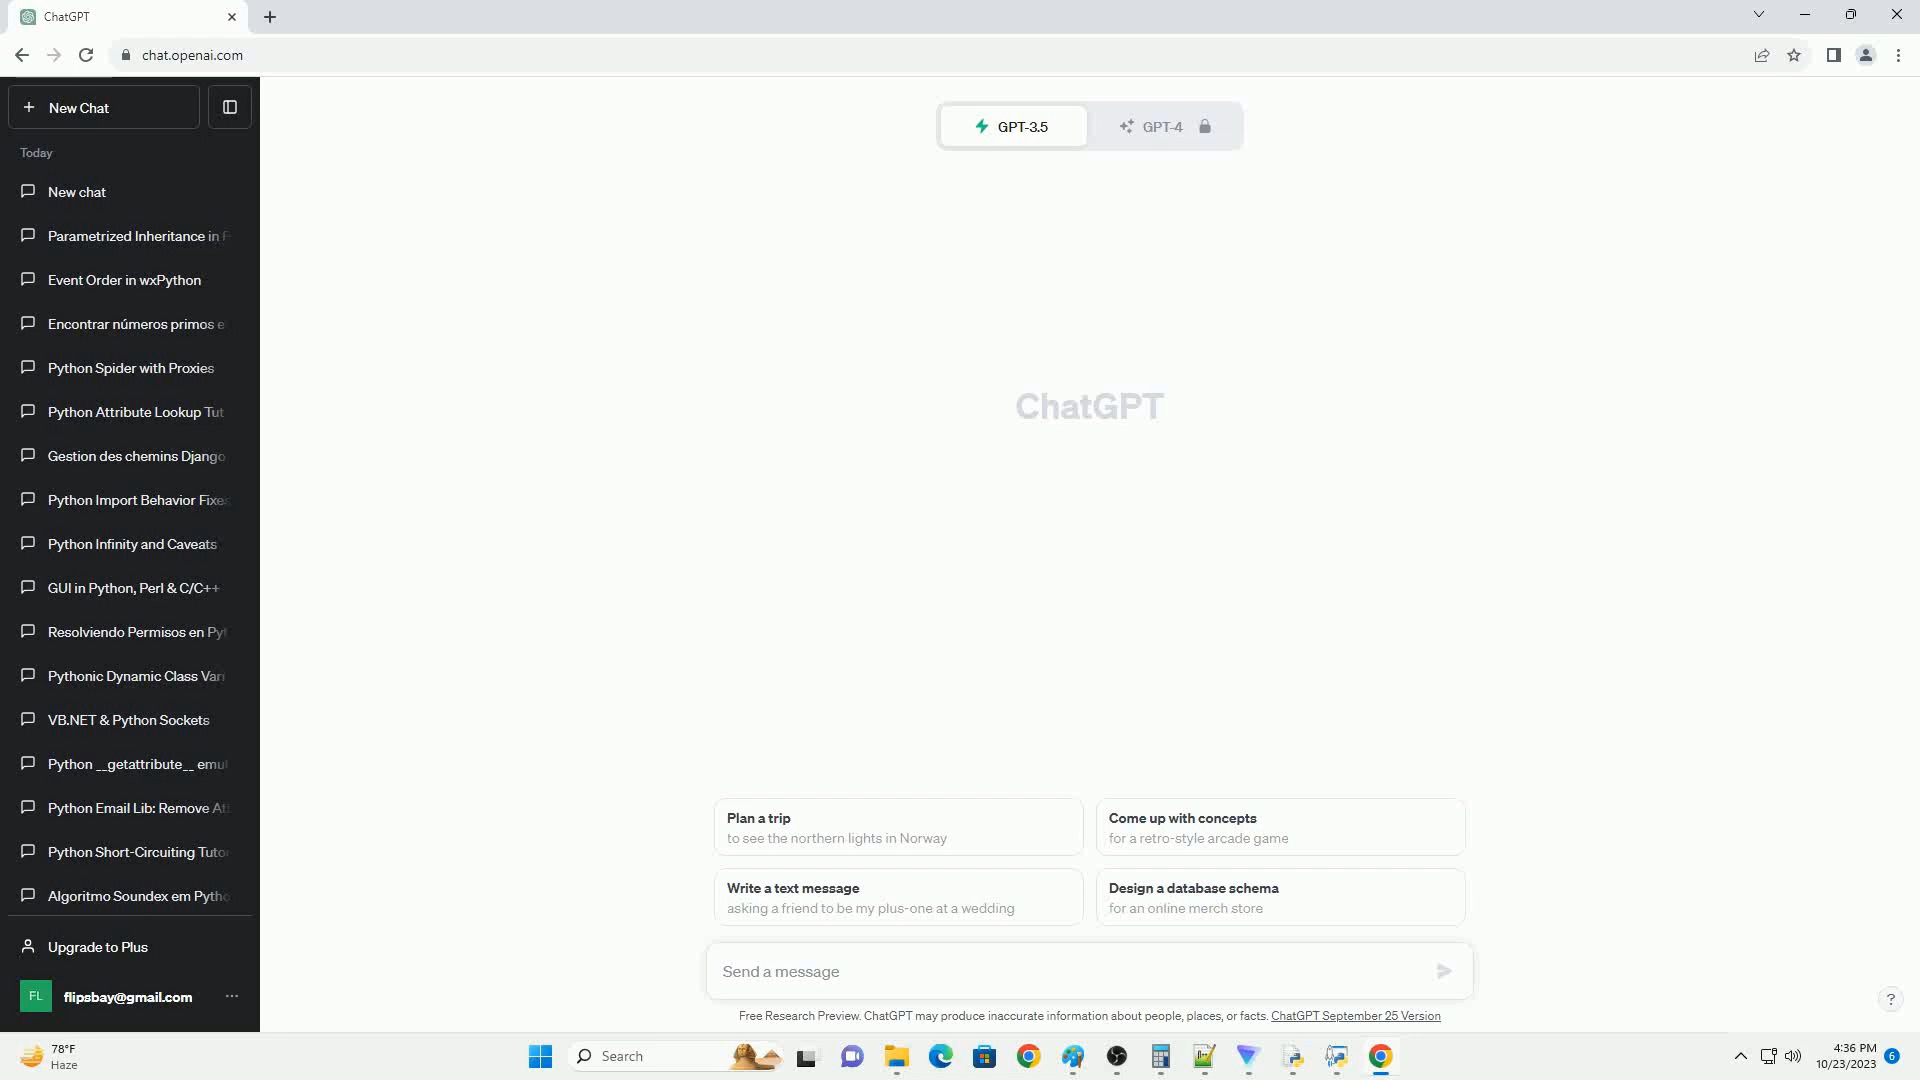 ChatGPT
chat.openai.com
New Chat
Today
New chat
Parametrized Inheritance in
Event Order in wxPython
Encontrar números primos e
Python Spider with Proxies
Python Attribute Lookup Tut
Gestion des chemins Django
Python Import Behavior Fixes
Python Infinity and Caveats
GUI in Python, Perl & C/C++
Resolviendo Permisos en Pyt
Pythonic Dynamic Class Vari
VB.NET & Python Sockets
Python __getattribute__ emul
Python Email Lib: Remove Att
Python Short-Circuiting Tutor
Algoritmo Soundex em Pytho
Upgrade to Plus
FL
flipsbay@gmail.com
GPT-3.5
GPT-4
ChatGPT
Plan a trip
to see the northern lights in Norway
Come up with concepts
for a retro-style arcade game
Write a text message
asking a friend to be my plus-one at a wedding
Design a database schema
for an online merch store
Send a message
Free Research Preview. ChatGPT may produce inaccurate information about people, places, or facts. ChatGPT September 25 Version
?
78°F
Haze
Search
4:36 PM
10/23/2023
6